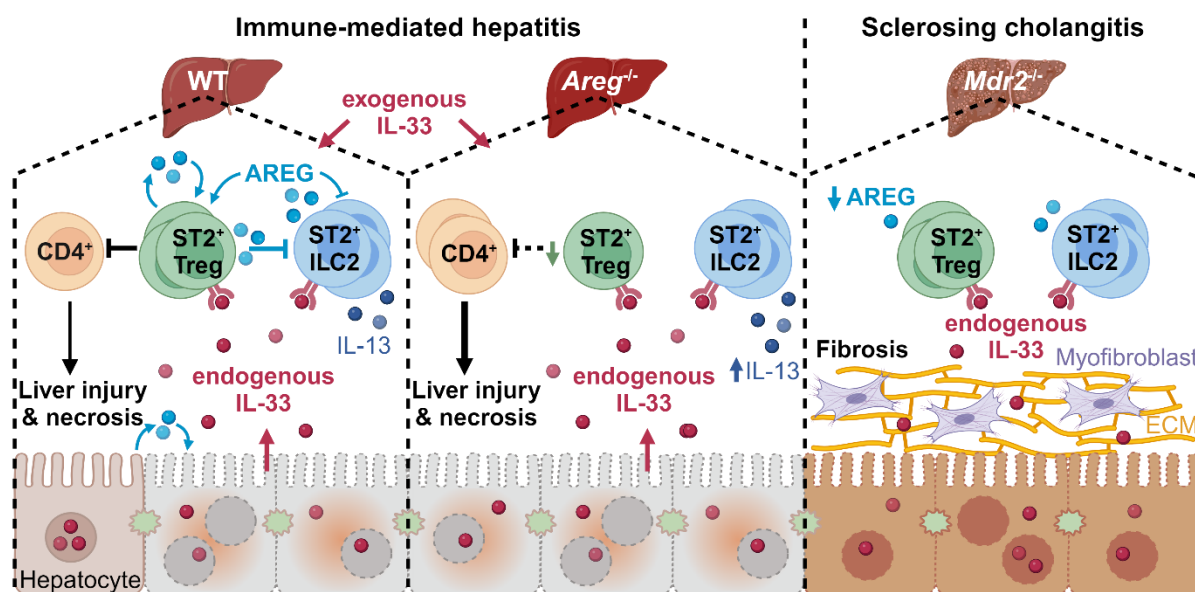 Immune-mediated hepatitis
Sclerosing cholangitis
WT
Areg-/-
Mdr2-/-
exogenous
IL-33
AREG
CD4+
ST2+
Treg
ST2+
ILC2
IL-13
Liver injury
& necrosis
endogenous
IL-33
Hepatocyte
CD4+
ST2+
Treg
ST2+
ILC2
IL-13
Liver injury
& necrosis
endogenous
IL-33
AREG
ST2+
Treg
ST2+
ILC2
endogenous
IL-33
Fibrosis
Myofibroblast
ECM